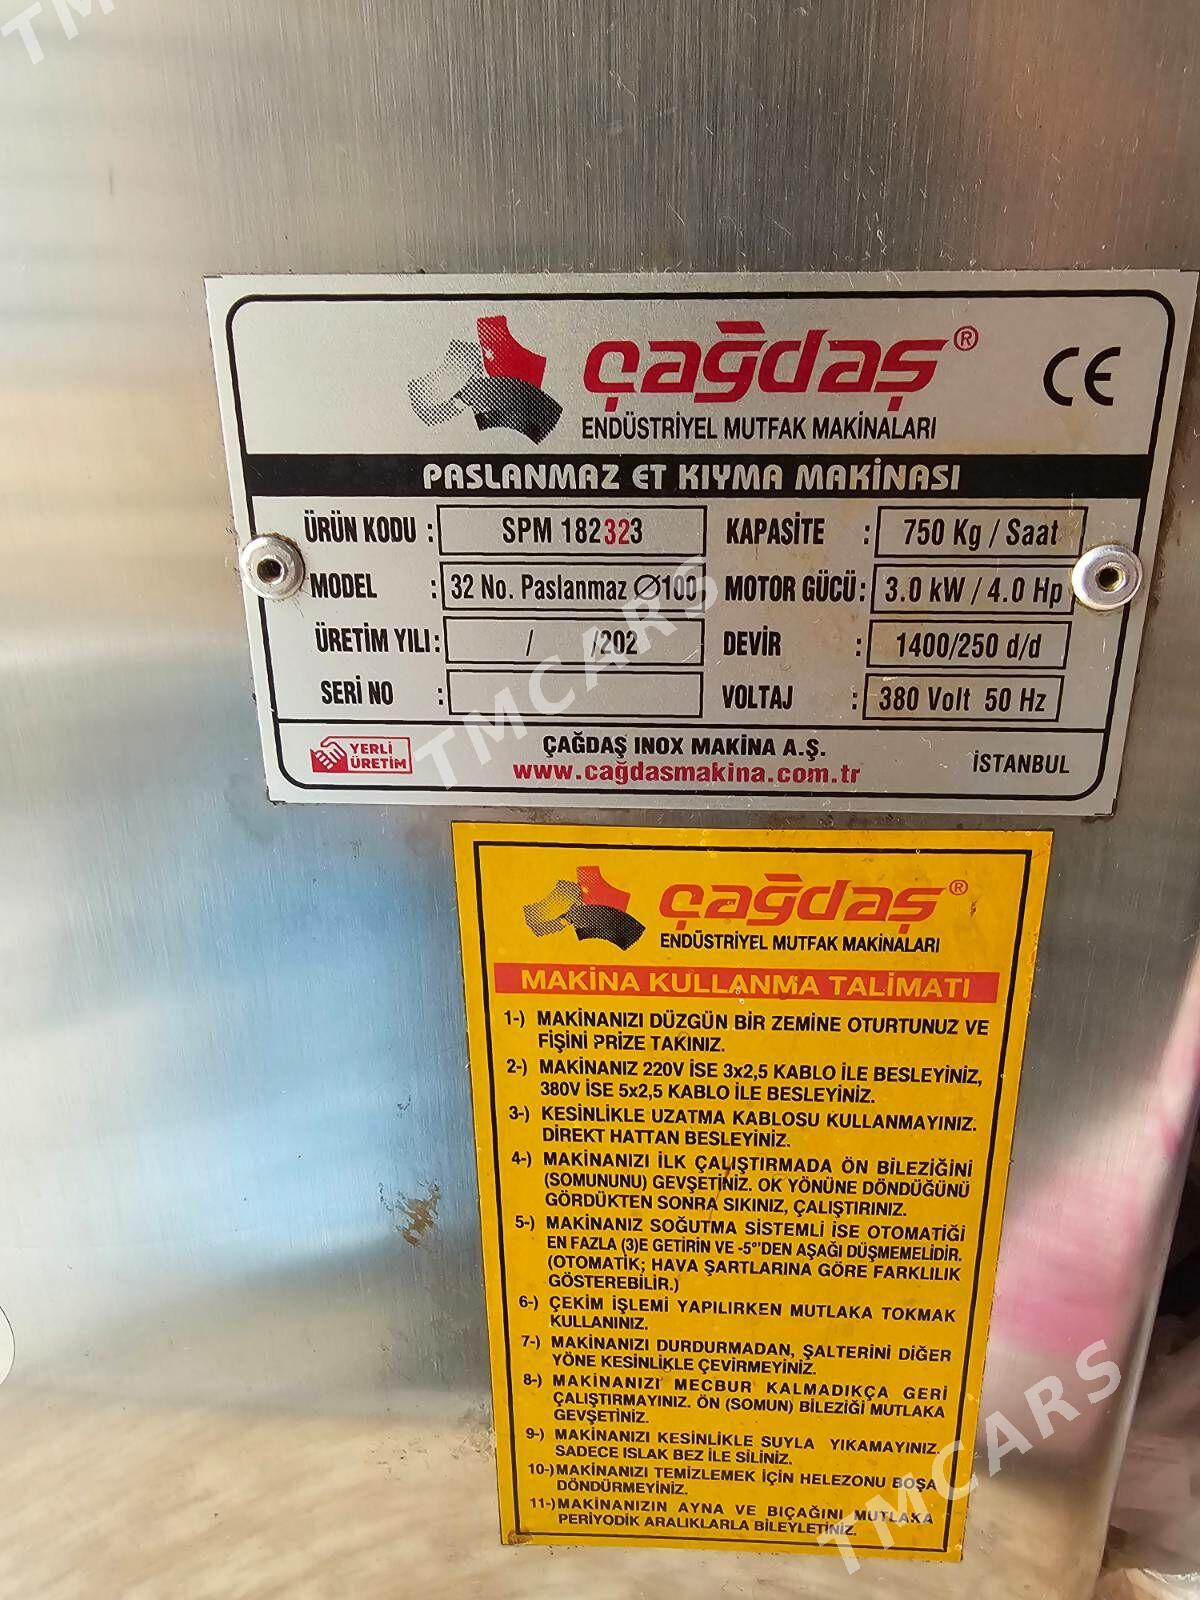 TMCARS
çağdaş®
CE
ENDÜSTRİYEL MUTFAK MAKİNALARI
PASLANMAZ ET KIYMA MAKİNASI
ÜRÜN KODU : SPM 182323 KAPASİTE : 750 Kg / Saat
MODEL : 32 No. Paslanmaz Ø100 MOTOR GÜCÜ: 3.0 kW / 4.0 Hp
ÜRETİM YILI: / /202 DEVİR : 1400/250 d/d
SERİ NO : VOLTAJ : 380 Volt 50 Hz
YERLİ
ÜRETİM
ÇAĞDAŞ INOX MAKİNA A.Ş.
www.cağdasmakina.com.tr
İSTANBUL
TMCARS
çağdaş®
ENDÜSTRİYEL MUTFAK MAKİNALARI
MAKİNA KULLANMA TALİMATI
1-) MAKİNANIZI DÜZGÜN BİR ZEMİNE OTURTUNUZ VE
FİŞİNİ PRİZE TAKINIZ.
2-) MAKİNANIZ 220V İSE 3x2,5 KABLO İLE BESLEYİNİZ,
380V İSE 5x2,5 KABLO İLE BESLEYİNİZ.
3-) KESİNLİKLE UZATMA KABLOSU KULLANMAYINIZ.
DİREKT HATTAN BESLEYİNİZ.
4-) MAKİNANIZI İLK ÇALIŞTIRMADA ÖN BİLEZİĞİNİ
(SOMUNUNU) GEVŞETİNİZ. OK YÖNÜNE DÖNDÜĞÜNÜ
GÖRDÜKTEN SONRA SIKINIZ, ÇALIŞTIRINIZ.
5-) MAKİNANIZ SOĞUTMA SİSTEMLİ İSE OTOMATİĞİ
EN FAZLA (3)E GETİRİN VE -5°'DEN AŞAĞI DÜŞMEMELİDİR.
(OTOMATİK; HAVA ŞARTLARINA GÖRE FARKLILIK
GÖSTEREBİLİR.)
6-) ÇEKİM İŞLEMİ YAPILIRKEN MUTLAKA TOKMAK
KULLANINIZ.
7-) MAKİNANIZI DURDURMADAN, ŞALTERİNİ DİĞER
YÖNE KESİNLİKLE ÇEVİRMEYİNİZ.
8-) MAKİNANIZI MECBUR KALMADIKÇA GERİ
ÇALIŞTIRMAYINIZ. ÖN (SOMUN) BİLEZİĞİ MUTLAKA
GEVŞETİNİZ.
9-) MAKİNANIZI KESİNLİKLE SUYLA YIKAMAYINIZ.
SADECE ISLAK BEZ İLE SİLİNİZ.
10-) MAKİNANIZI TEMİZLEMEK İÇİN HELEZONU BOŞA
DÖNDÜRMEYİNİZ.
11-) MAKİNANIZIN AYNA VE BIÇAĞINI MUTLAKA
PERİYODİK ARALIKLARLA BİLEYLETİNİZ.
TMCARS